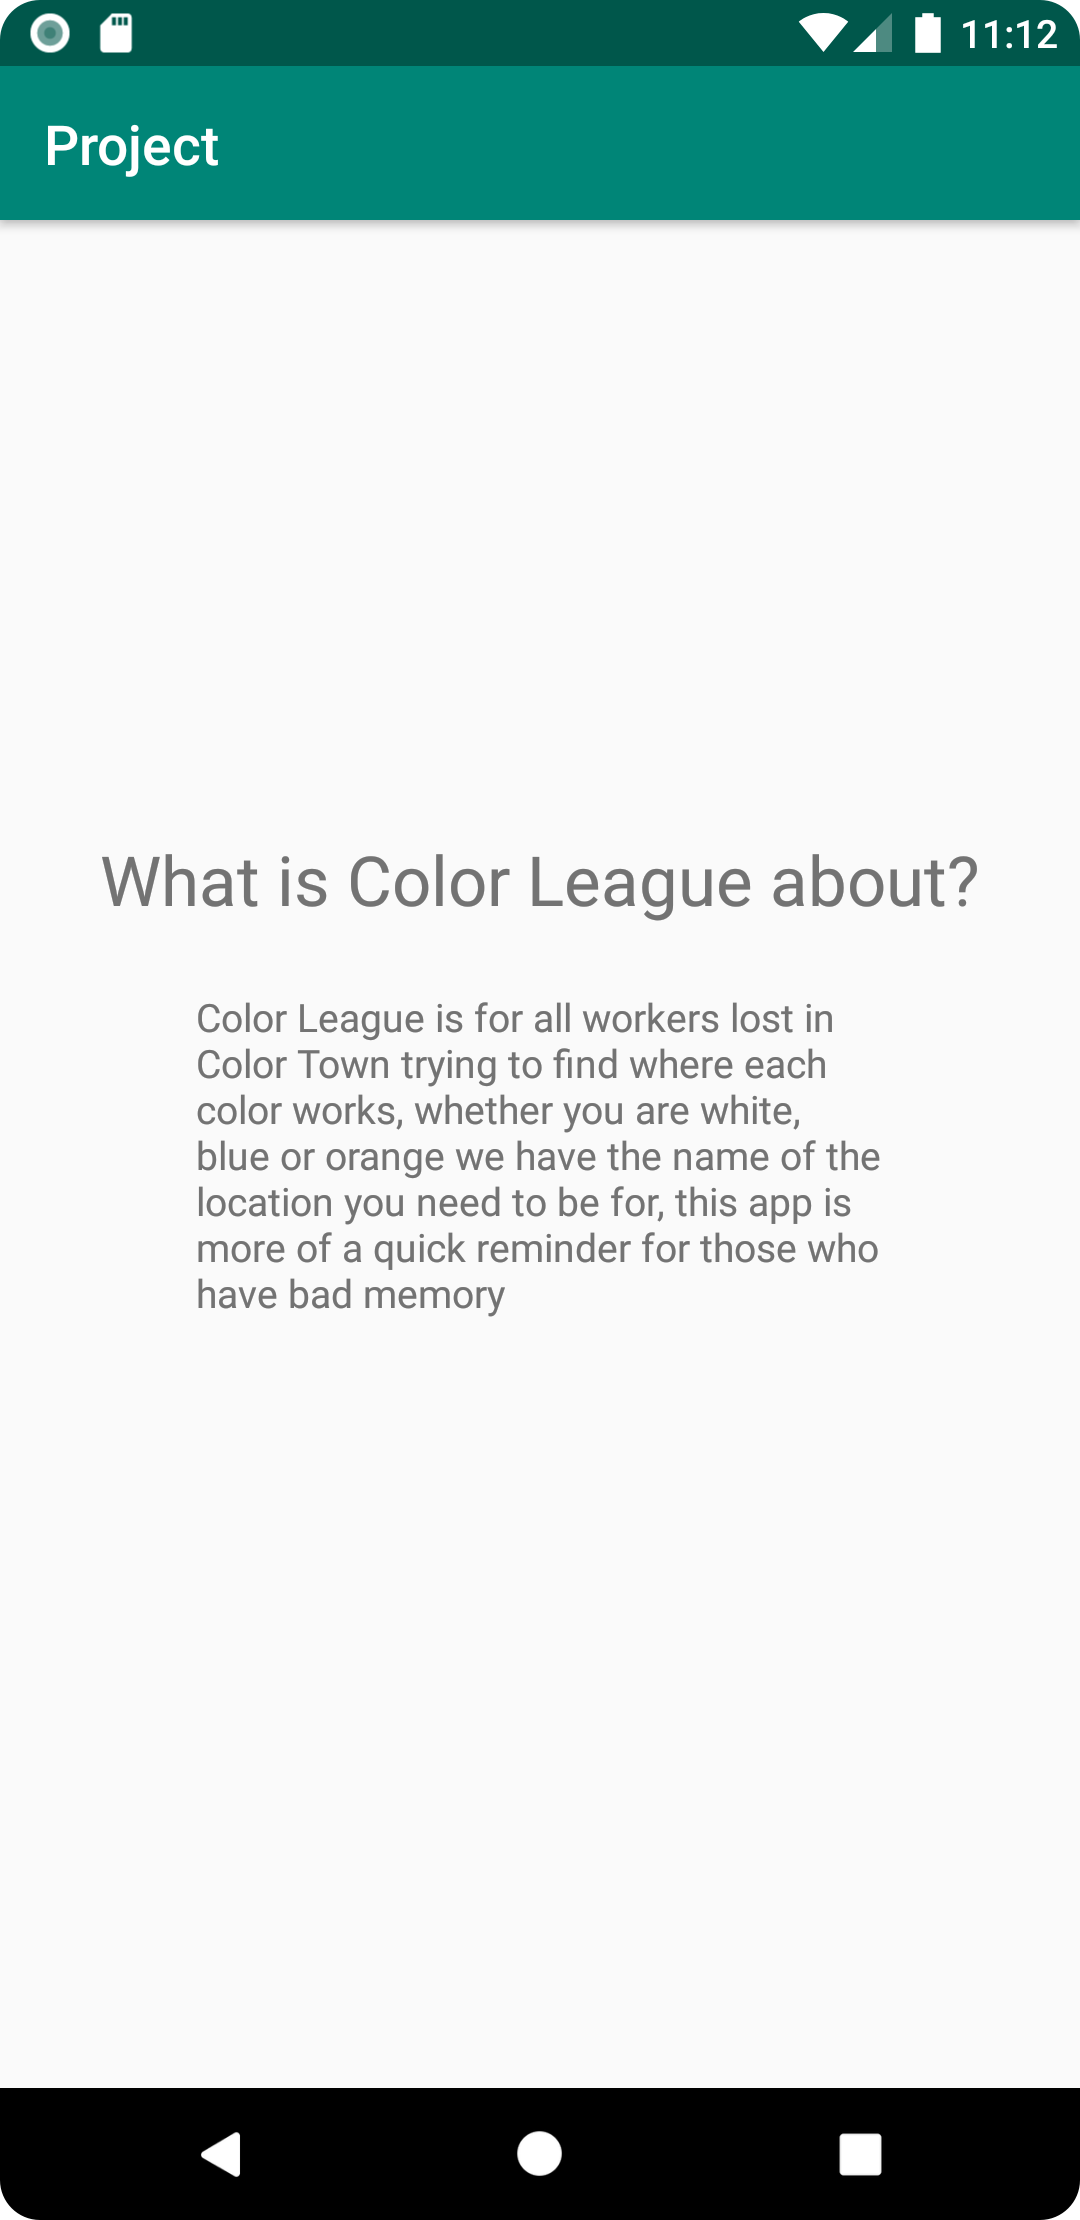 11:12
Project
What is Color League about?
Color League is for all workers lost in
Color Town trying to find where each
color works, whether you are white,
blue or orange we have the name of the
location you need to be for, this app is
more of a quick reminder for those who
have bad memory